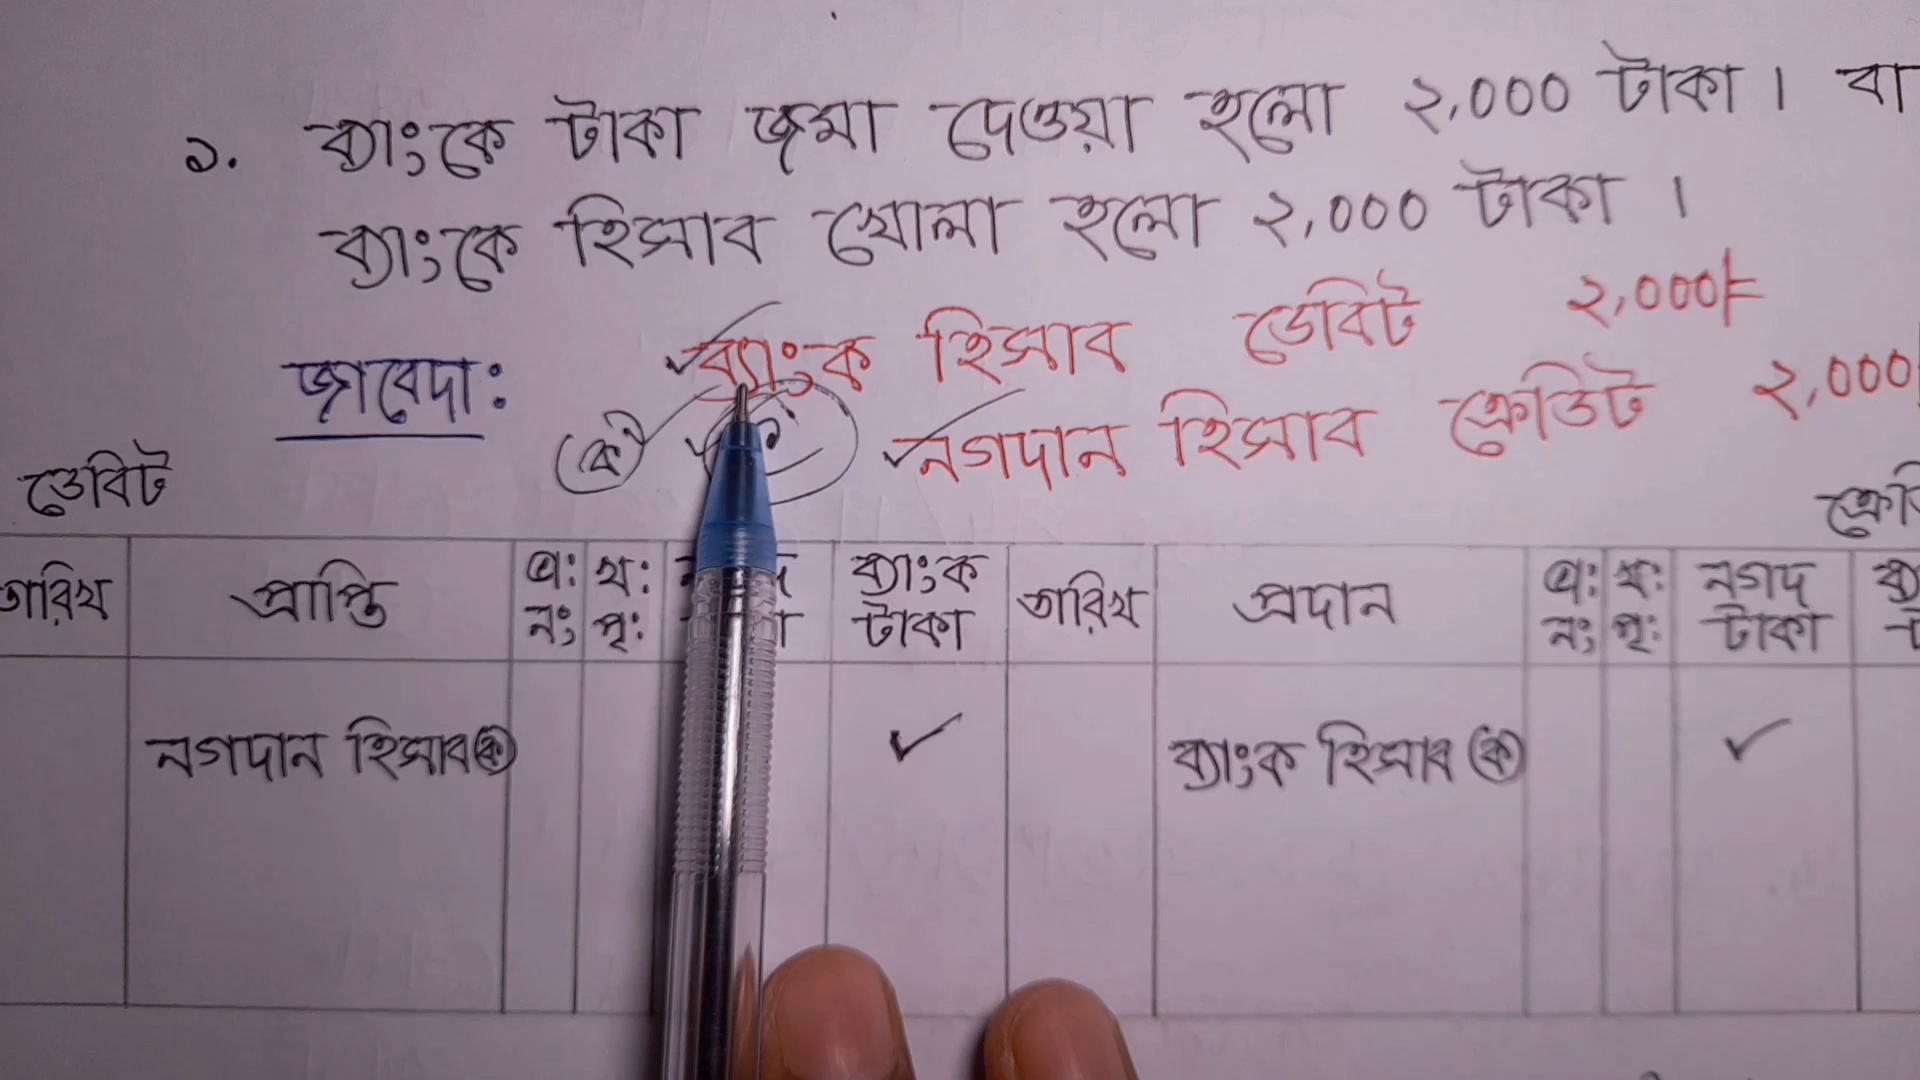 ১. ব্যাংকে টাকা জমা দেওয়া হলো ২,০০০ টাকা। বা
ব্যাংকে হিসাব খোলা হলো ২,০০০ টাকা।
জাবেদা: ব্যাংক হিসাব ডেবিট ২,০০০/=
(ক) নগদান হিসাব ক্রেডিট ২,০০০
ডেবিট
তারিখ প্রাপ্তি ভা: নং খ: পৃ: ব্যাংক টাকা তারিখ প্রদান ভা: নং খ: পৃ: নগদ টাকা
নগদান হিসাব (ক) ✓ ব্যাংক হিসাব (ক) ✓